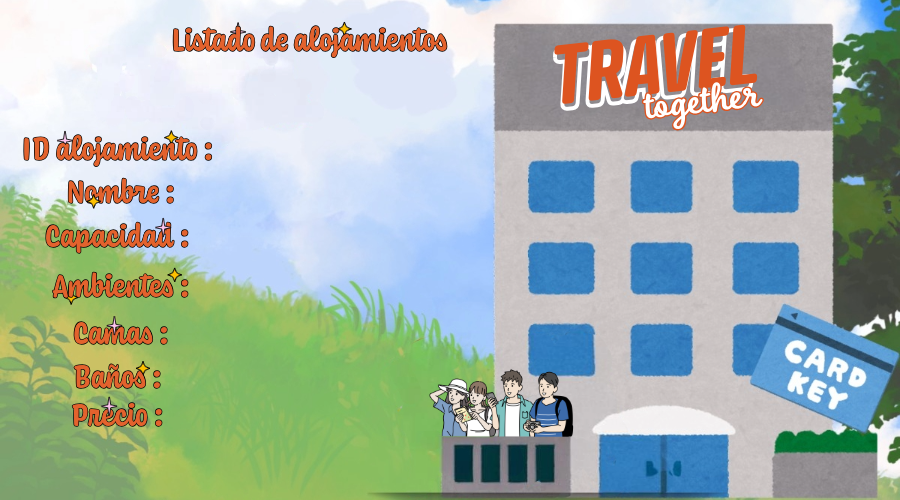 Listado de alojamientos
TRAVEL
together
ID alojamiento :
Nombre :
Capacidad :
Ambientes :
Camas :
Baños :
Precio :
CARD
KEY